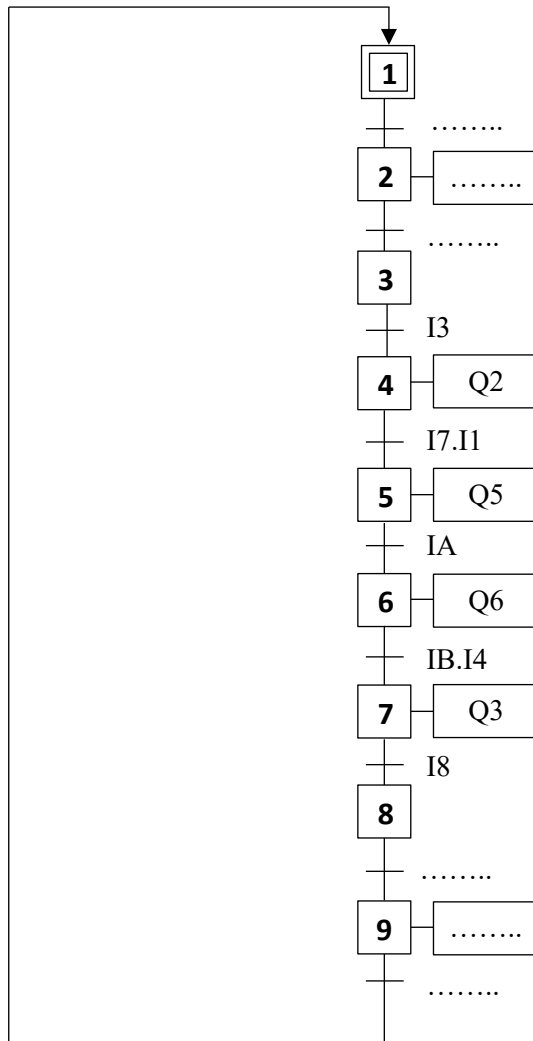 1
……..
2 ……..
……..
3
I3
4 Q2
I7.I1
5 Q5
IA
6 Q6
IB.I4
7 Q3
I8
8
……..
9 ……..
……..